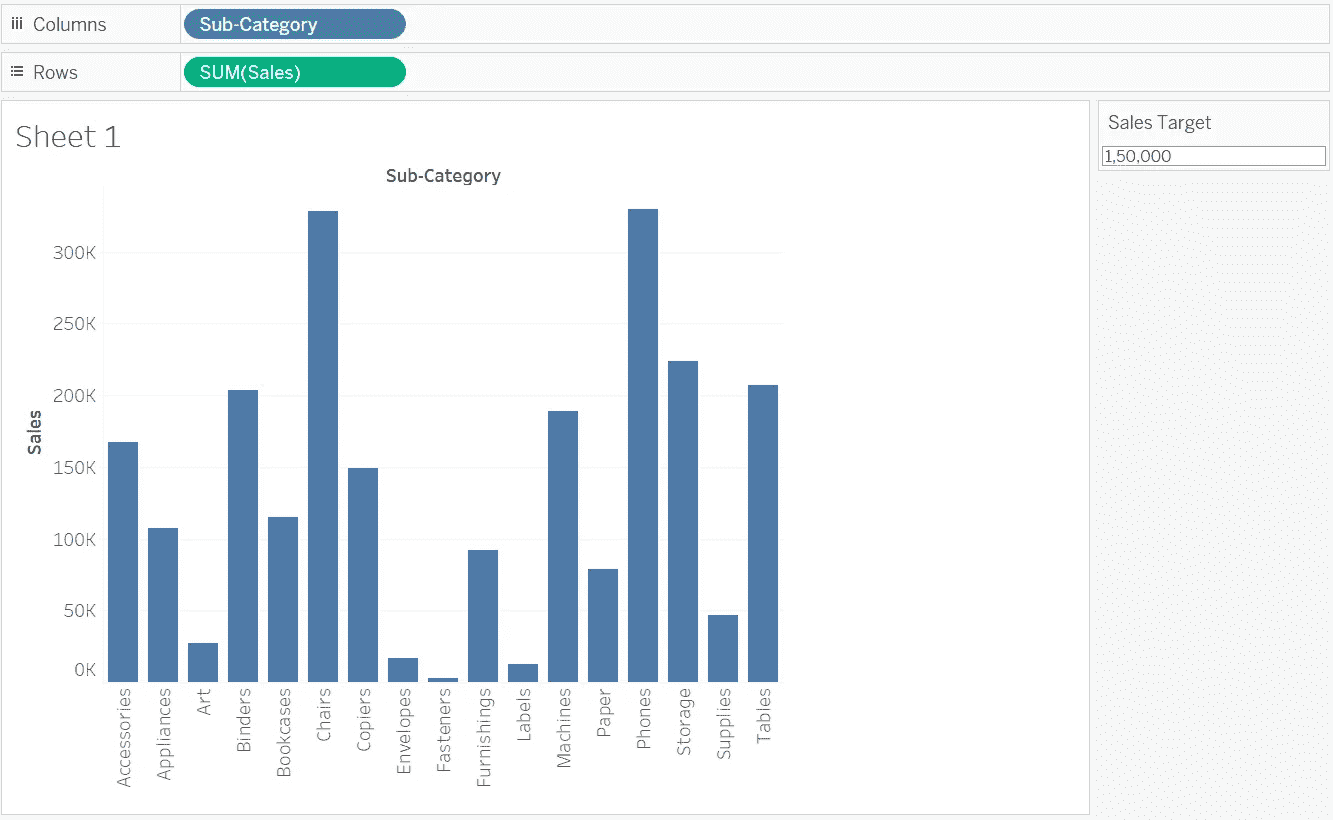 Columns
Sub-Category
Rows
SUM(Sales)
Sheet 1
Sales Target
1,50,000
Sub-Category
Sales
300K
250K
200K
150K
100K
50K
0K
Accessories
Appliances
Art
Binders
Bookcases
Chairs
Copiers
Envelopes
Fasteners
Furnishings
Labels
Machines
Paper
Phones
Storage
Supplies
Tables